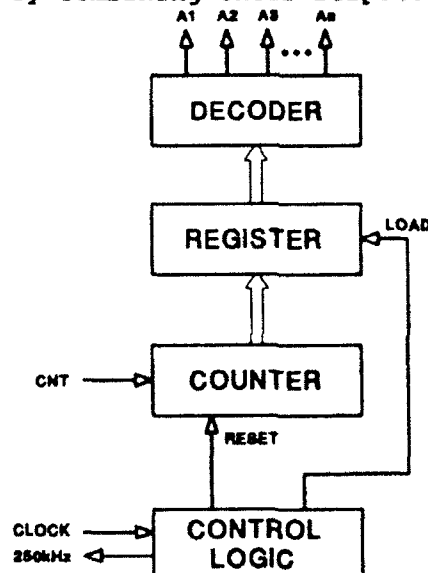 A1 A2 A3 ... An
DECODER
REGISTER
LOAD
CNT
COUNTER
RESET
CLOCK
250kHz
CONTROL
LOGIC